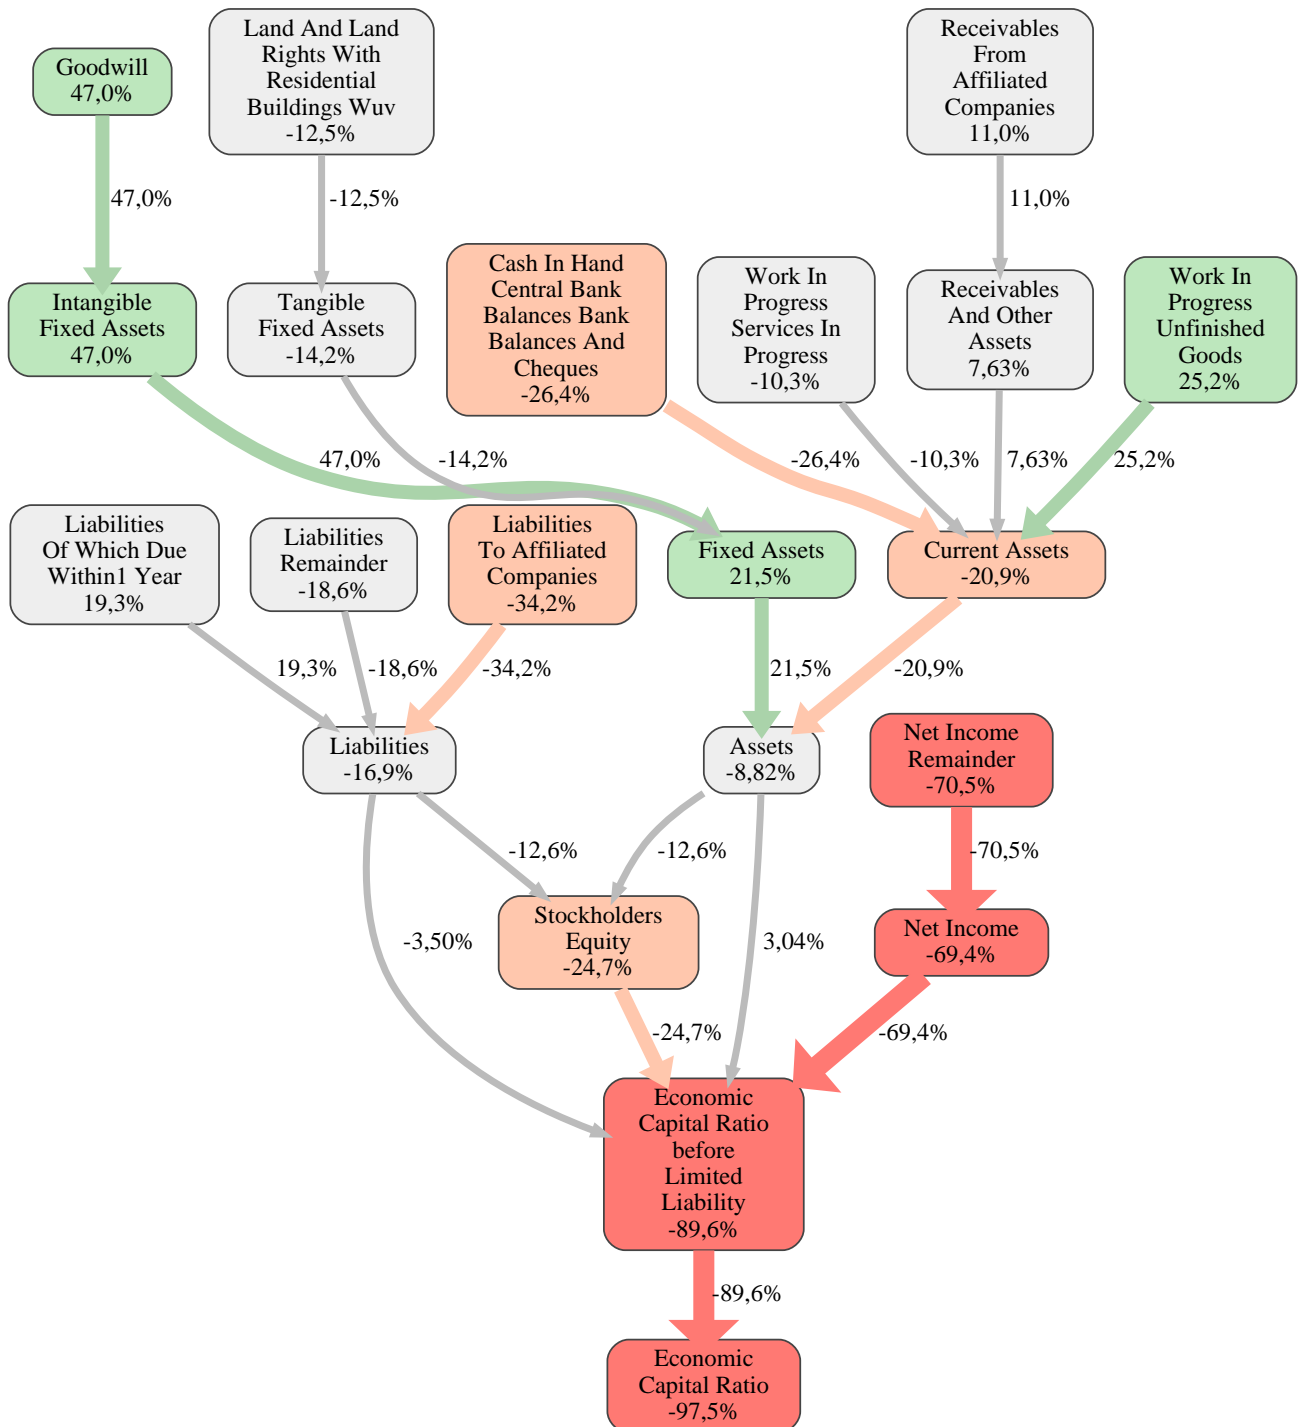 Goodwill
47,0%
Land And Land
Rights With
Residential
Buildings Wuv
-12,5%
Receivables
From
Affiliated
Companies
11,0%
47,0%
-12,5%
11,0%
Intangible
Fixed Assets
47,0%
Tangible
Fixed Assets
-14,2%
Cash In Hand
Central Bank
Balances Bank
Balances And
Cheques
-26,4%
Work In
Progress
Services In
Progress
-10,3%
Receivables
And Other
Assets
7,63%
Work In
Progress
Unfinished
Goods
25,2%
47,0%
-14,2%
-26,4%
-10,3%
7,63%
25,2%
Liabilities
Of Which Due
Within1 Year
19,3%
Liabilities
Remainder
-18,6%
Liabilities
To Affiliated
Companies
-34,2%
Fixed Assets
21,5%
Current Assets
-20,9%
19,3%
-18,6%
-34,2%
21,5%
-20,9%
Liabilities
-16,9%
Assets
-8,82%
Net Income
Remainder
-70,5%
-12,6%
-12,6%
-70,5%
-3,50%
Stockholders
Equity
-24,7%
3,04%
Net Income
-69,4%
-24,7%
-69,4%
Economic
Capital Ratio
before
Limited
Liability
-89,6%
-89,6%
Economic
Capital Ratio
-97,5%